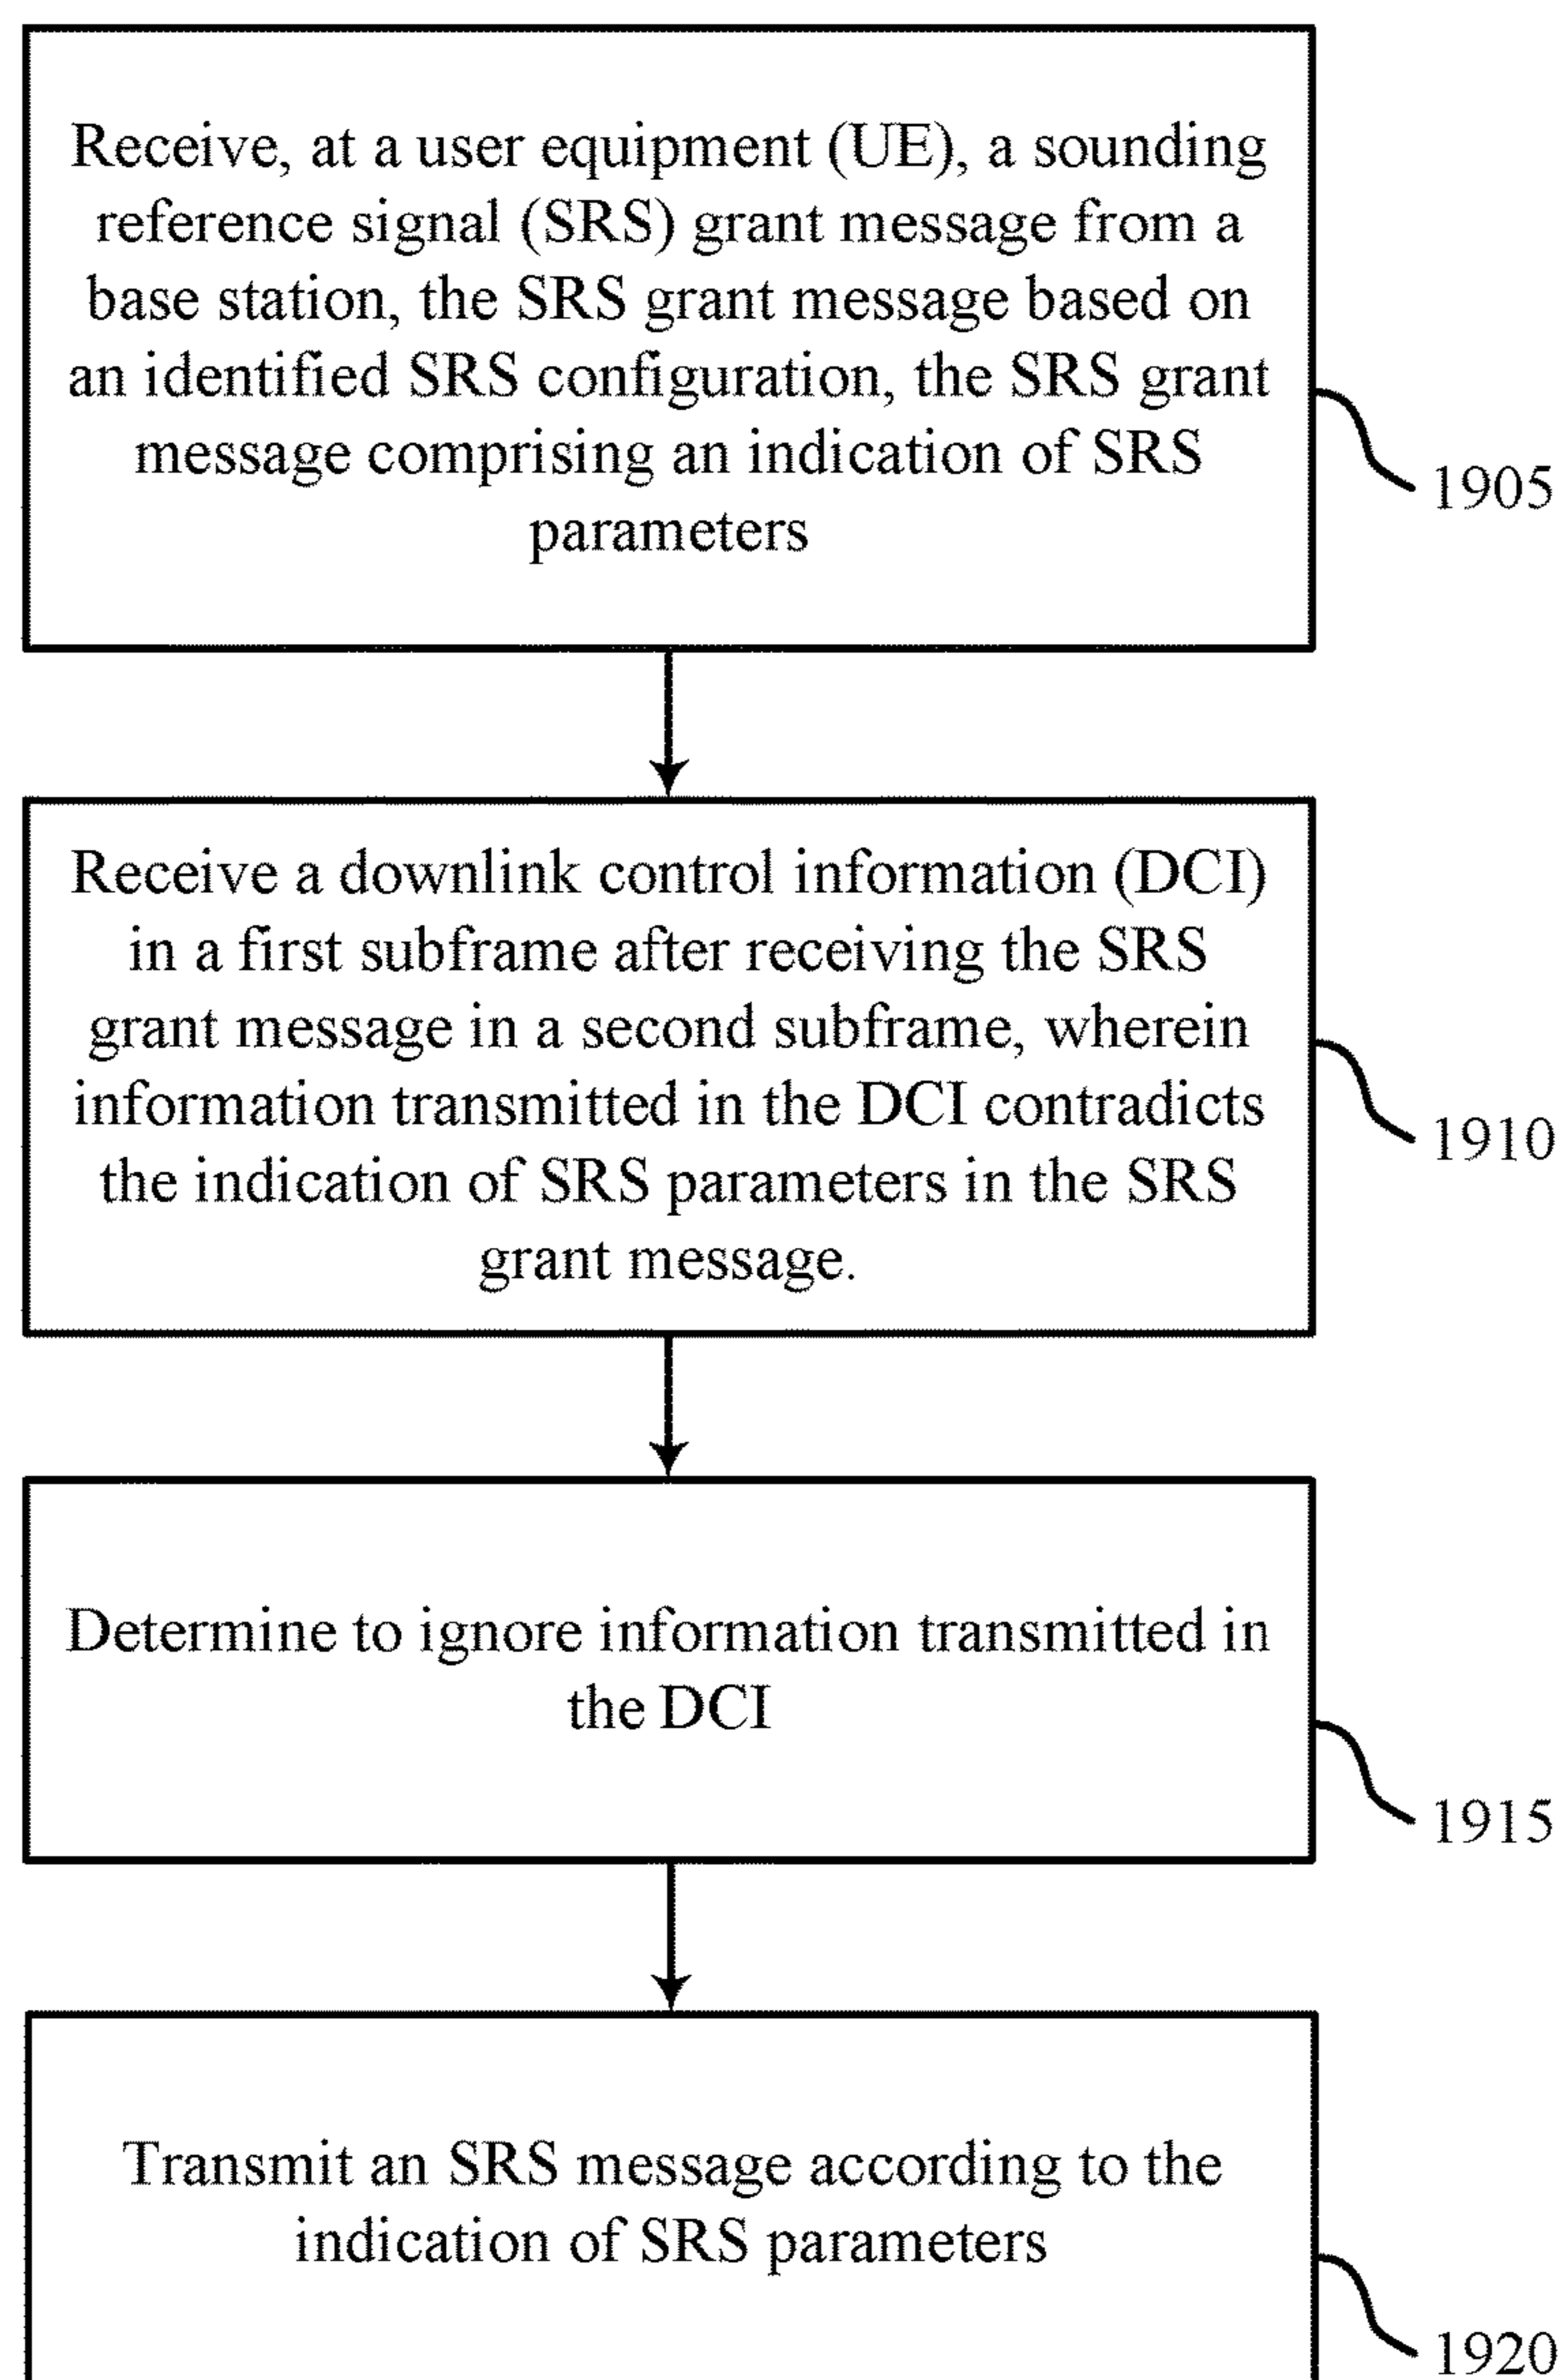 Receive, at a user equipment (UE), a sounding
reference signal (SRS) grant message from a
base station, the SRS grant message based on
an identified SRS configuration, the SRS grant
message comprising an indication of SRS
parameters
1905
Receive a downlink control information (DCI)
in a first subframe after receiving the SRS
grant message in a second subframe, wherein
information transmitted in the DCI contradicts
the indication of SRS parameters in the SRS
grant message.
1910
Determine to ignore information transmitted in
the DCI
1915
Transmit an SRS message according to the
indication of SRS parameters
1920